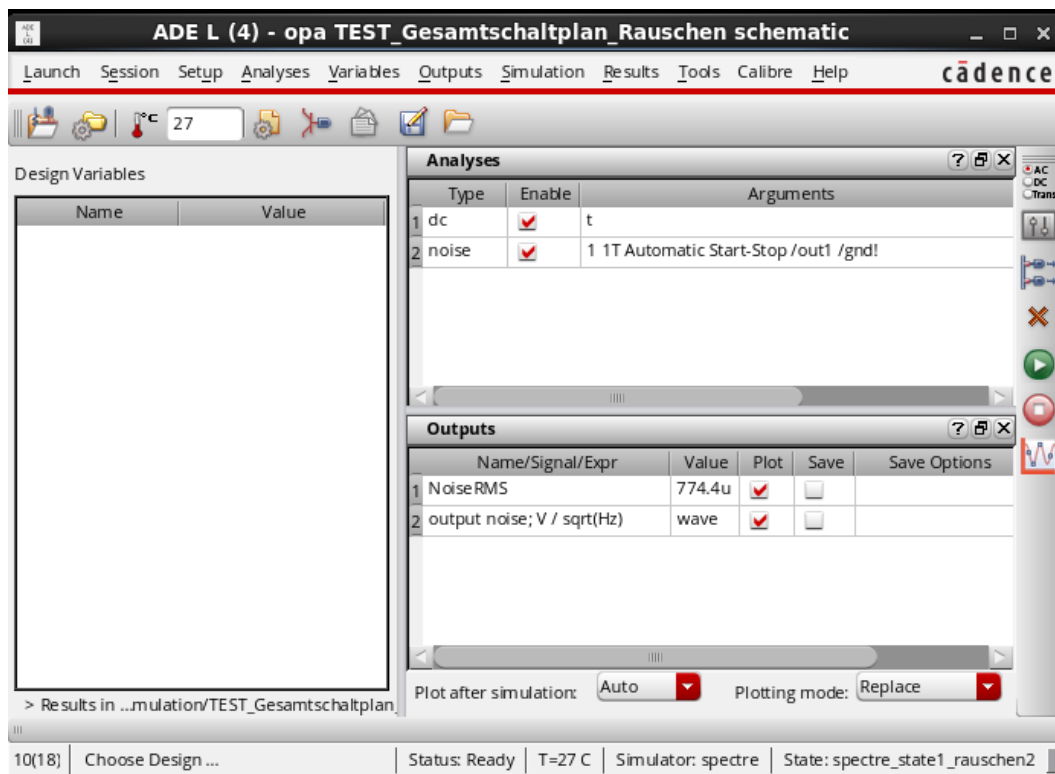 ADE L (4) - opa TEST_Gesamtschaltplan_Rauschen schematic
Launch Session Setup Analyses Variables Outputs Simulation Results Tools Calibre Help cādence
°C 27
Design Variables
Name Value
> Results in ...mulation/TEST_Gesamtschaltplan_
Analyses
Type Enable Arguments
1 dc t
2 noise 1 1T Automatic Start-Stop /out1 /gnd!
Outputs
Name/Signal/Expr Value Plot Save Save Options
1 NoiseRMS 774.4u
2 output noise; V / sqrt(Hz) wave
Plot after simulation: Auto Plotting mode: Replace
AC
DC
Trans
10(18) Choose Design ... Status: Ready T=27 C Simulator: spectre State: spectre_state1_rauschen2